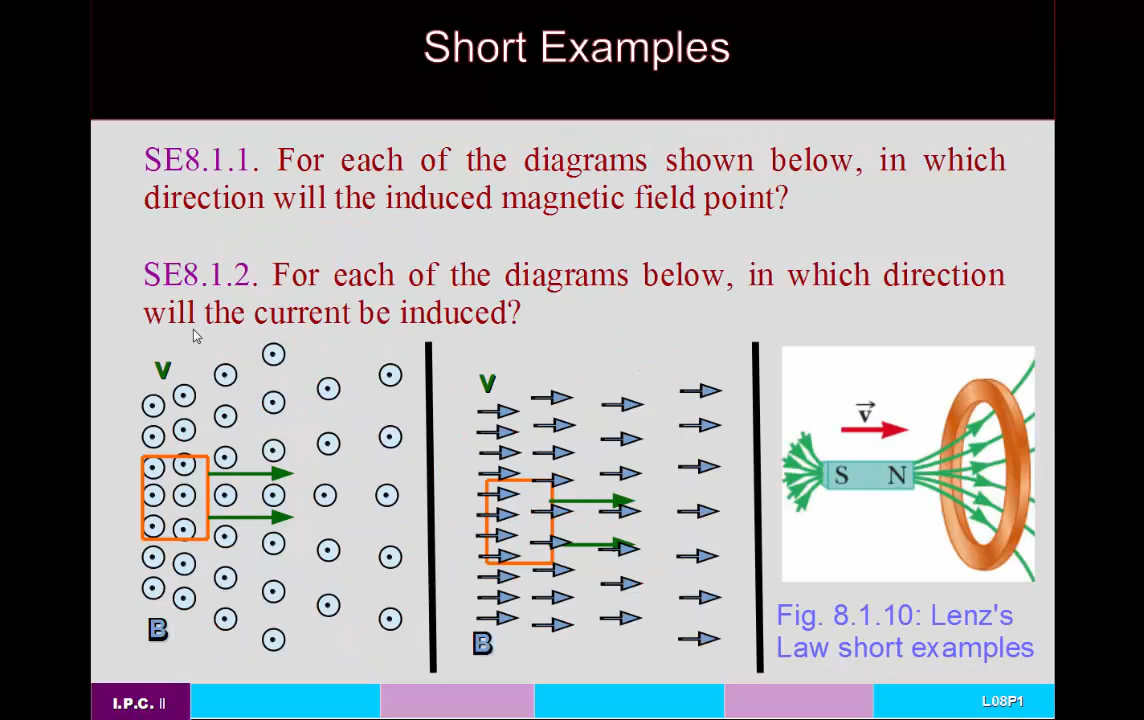 Short Examples
SE8.1.1. For each of the diagrams shown below, in which
direction will the induced magnetic field point?
SE8.1.2. For each of the diagrams below, in which direction
will the current be induced?
V
B
V
B
v
S N
Fig. 8.1.10: Lenz's
Law short examples
I.P.C. II
L08P1